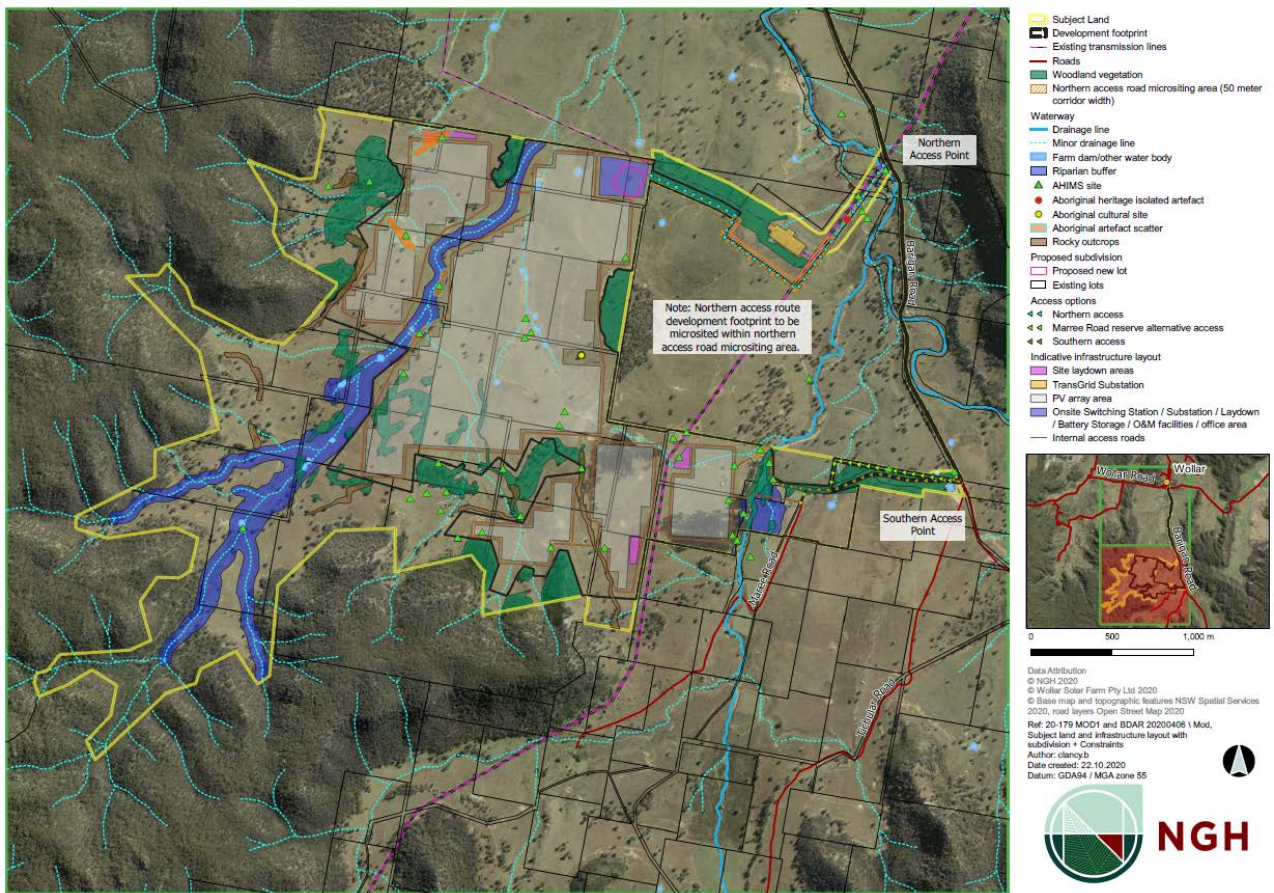 Northern
Access Point
Barigan Road
Note: Northern access route
development footprint to be
microsited within northern
access road micrositing area.
Southern Access
Point
Maree Road
Tichular Road
Subject Land
Development footprint
Existing transmission lines
Roads
Woodland vegetation
Northern access road micrositing area (50 meter
corridor width)
Waterway
Drainage line
Minor drainage line
Farm dam/other water body
Riparian buffer
AHIMS site
Aboriginal heritage isolated artefact
Aboriginal cultural site
Aboriginal artefact scatter
Rocky outcrops
Proposed subdivision
Proposed new lot
Existing lots
Access options
Northern access
Marree Road reserve alternative access
Southern access
Indicative infrastructure layout
Site laydown areas
TransGrid Substation
PV array area
Onsite Switching Station / Substation / Laydown
/ Battery Storage / O&M facilities / office area
Internal access roads
Wollar Road
Wollar
Barigan Road
0 500 1,000 m
Data Attribution
© NGH 2020
© Wollar Solar Farm Pty Ltd 2020
© Base map and topographic features NSW Spatial Services
2020, road layers Open Street Map 2020
Ref: 20-179 MOD1 and BDAR 20200406 \ Mod,
Subject land and infrastructure layout with
subdivision + Constraints
Author: clancy.b
Date created: 22.10.2020
Datum: GDA94 / MGA zone 55
NGH